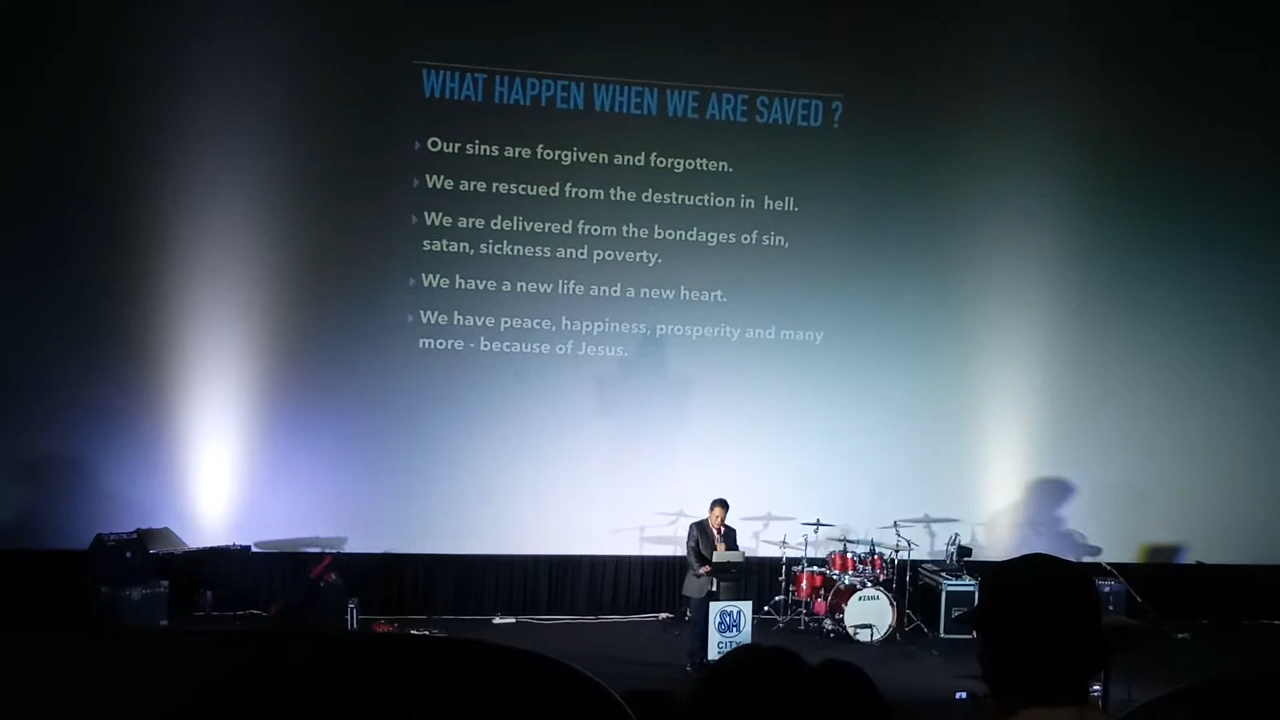 WHAT HAPPEN WHEN WE ARE SAVED ?
Our sins are forgiven and forgotten.
We are rescued from the destruction in hell.
We are delivered from the bondages of sin,
satan, sickness and poverty.
We have a new life and a new heart.
We have peace, happiness, prosperity and many
more - because of Jesus.
SM
CITY
TAMA